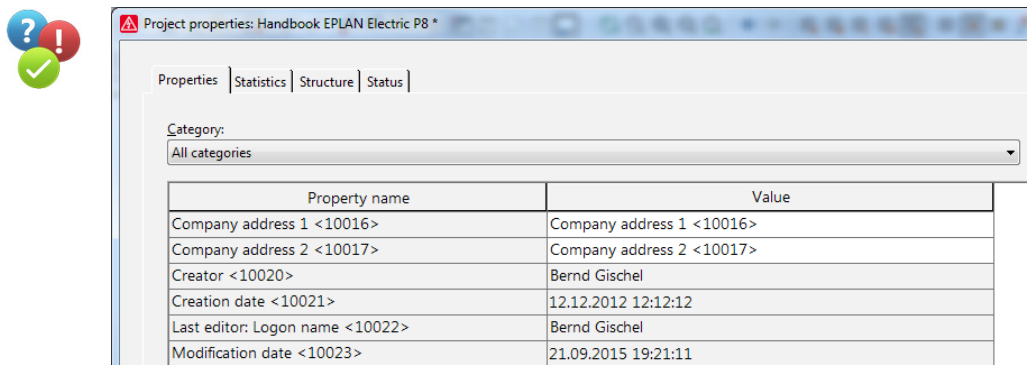 Project properties: Handbook EPLAN Electric P8 *
Properties Statistics Structure Status
Category:
All categories
Property name Value
Company address 1 <10016> Company address 1 <10016>
Company address 2 <10017> Company address 2 <10017>
Creator <10020> Bernd Gischel
Creation date <10021> 12.12.2012 12:12:12
Last editor: Logon name <10022> Bernd Gischel
Modification date <10023> 21.09.2015 19:21:11